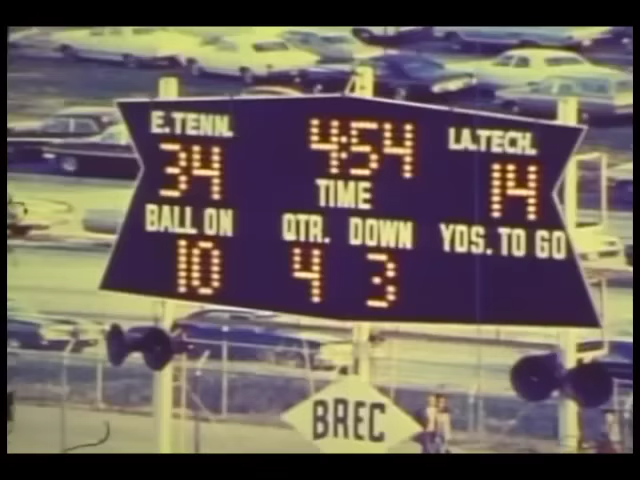 E.TENN. 4:54 LA.TECH.
34 14
TIME
BALL ON QTR. DOWN YDS. TO GO
10 4 3
BREC